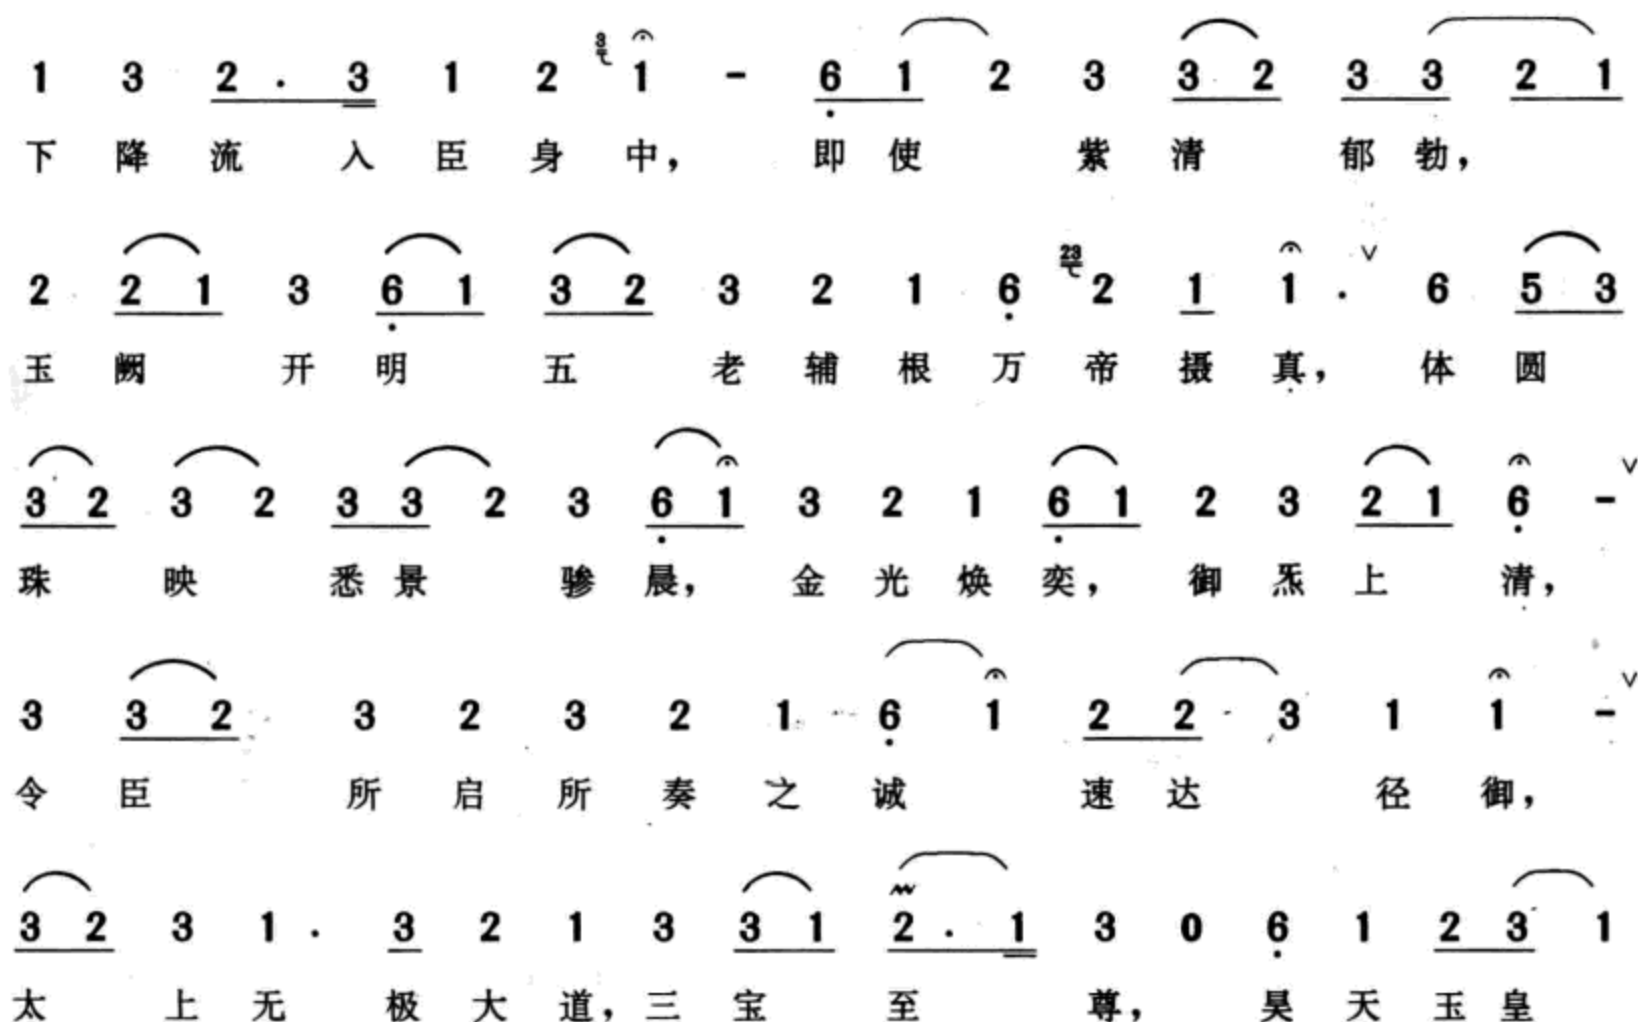 1 3 2 . 3 1 2 3 1 - 6 1 2 3 3 2 3 3 2 1
下 降 流 入 臣 身 中， 即 使 紫 清 郁 勃，
2 2 1 3 6 1 3 2 3 2 1 6 23 2 1 1 . 6 5 3
玉 阙 开 明 五 老 辅 根 万 帝 摄 真， 体 圆
3 2 3 2 3 3 2 3 6 1 3 2 1 6 1 2 3 2 1 6 -
珠 映 悉 景 骖 晨， 金 光 焕 奕， 御 炁 上 清，
3 3 2 3 2 3 2 1 6 1 2 2 3 1 1 -
令 臣 所 启 所 奏 之 诚 速 达 径 御，
3 2 3 1 . 3 2 1 3 3 1 2 . 1 3 0 6 1 2 3 1
太 上 无 极 大 道， 三 宝 至 尊， 昊 天 玉 皇